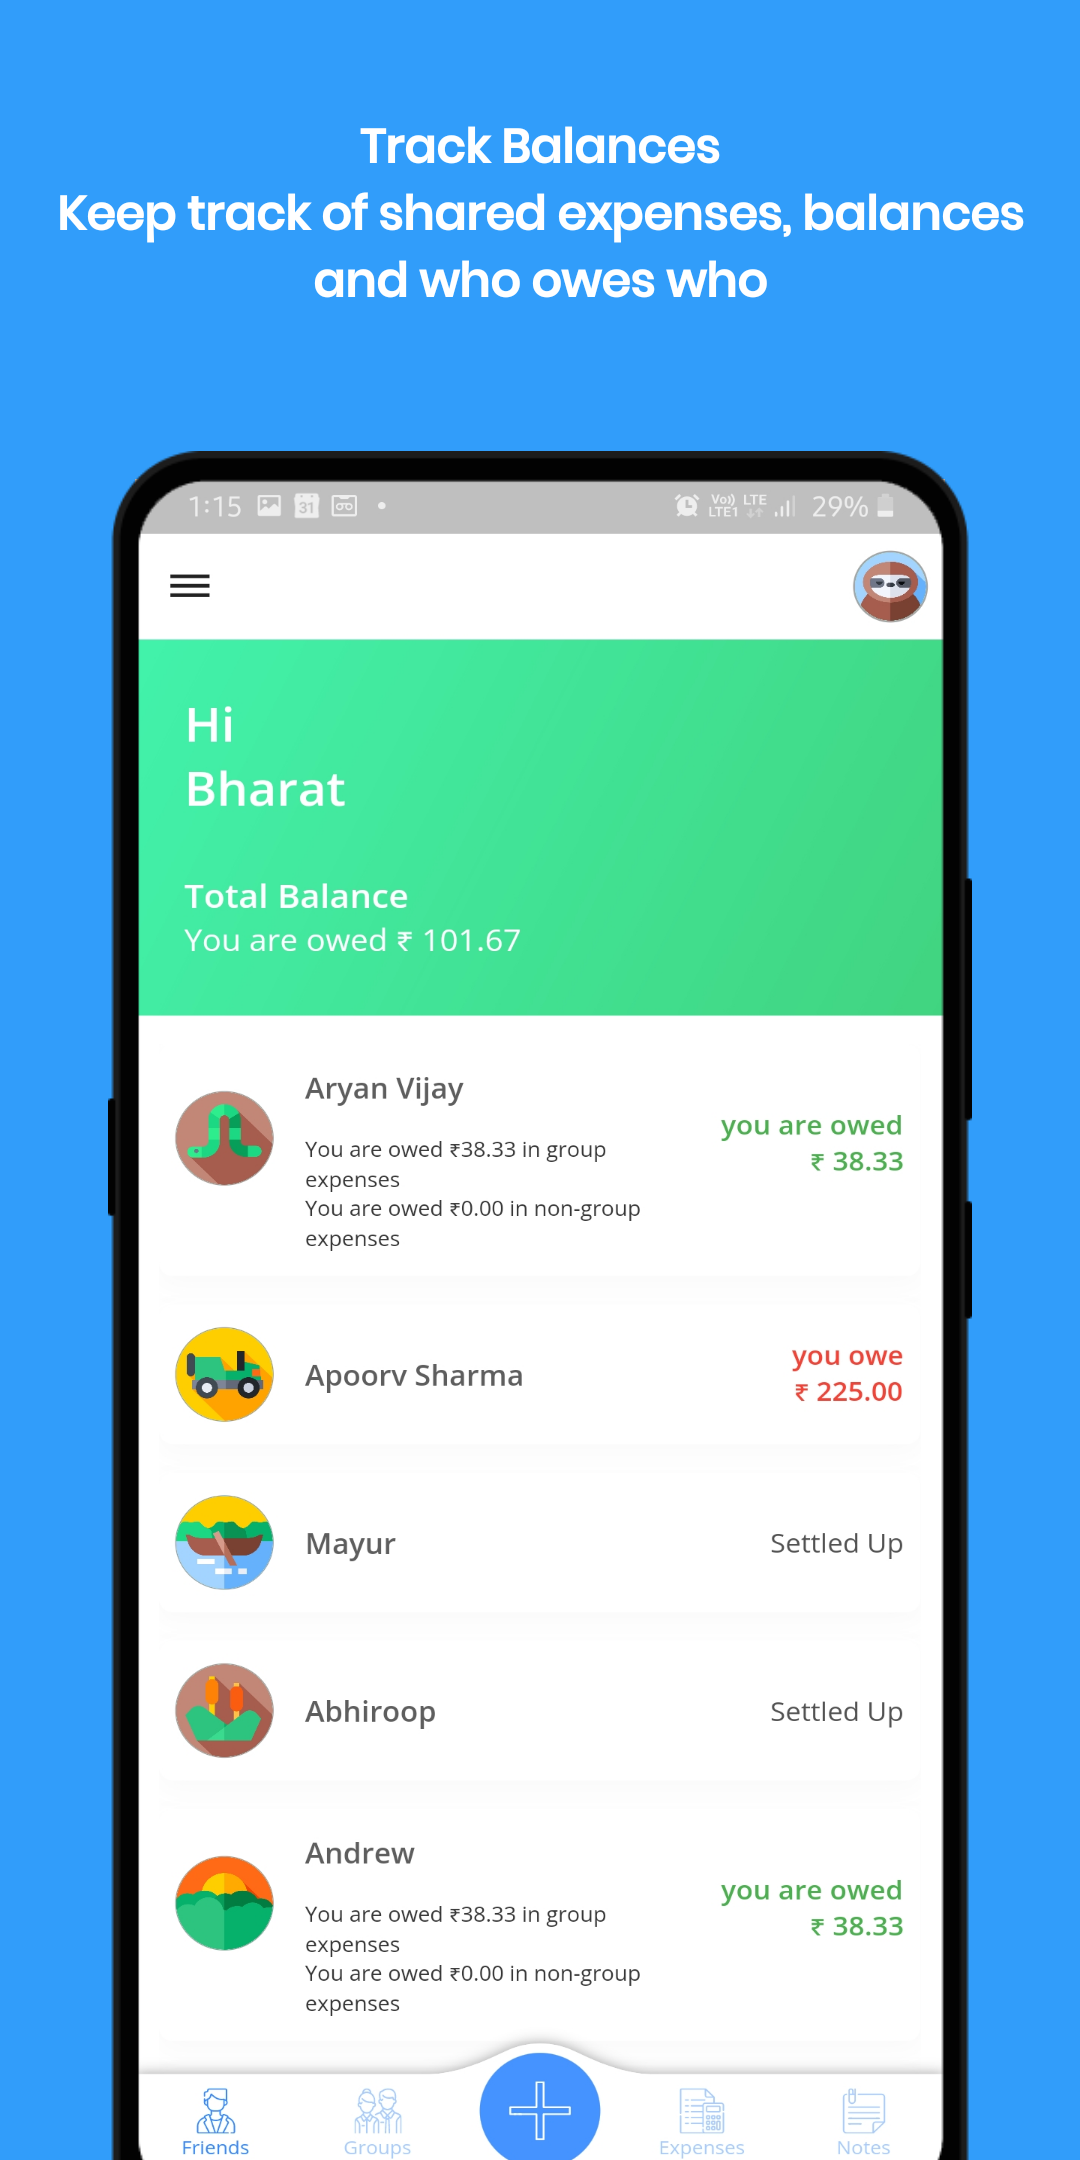 Track Balances
Keep track of shared expenses, balances
and who owes who
1:15
31
Vo))
LTE1
LTE
29%
Hi
Bharat
Total Balance
You are owed ₹ 101.67
Aryan Vijay
You are owed ₹38.33 in group
expenses
You are owed ₹0.00 in non-group
expenses
you are owed
₹ 38.33
Apoorv Sharma
you owe
₹ 225.00
Mayur
Settled Up
Abhiroop
Settled Up
Andrew
You are owed ₹38.33 in group
expenses
You are owed ₹0.00 in non-group
expenses
you are owed
₹ 38.33
Friends
Groups
Expenses
Notes